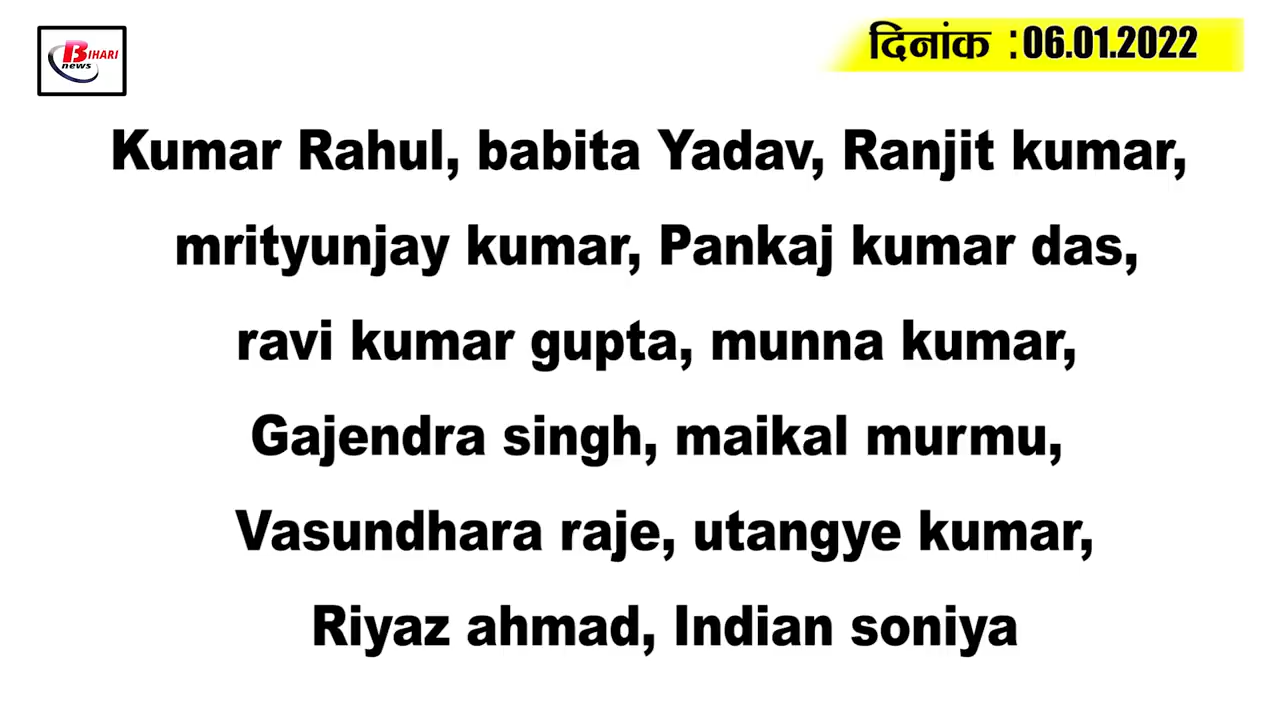 BIHARI
news
दिनांक :06.01.2022
Kumar Rahul, babita Yadav, Ranjit kumar,
mrityunjay kumar, Pankaj kumar das,
ravi kumar gupta, munna kumar,
Gajendra singh, maikal murmu,
Vasundhara raje, utangye kumar,
Riyaz ahmad, Indian soniya